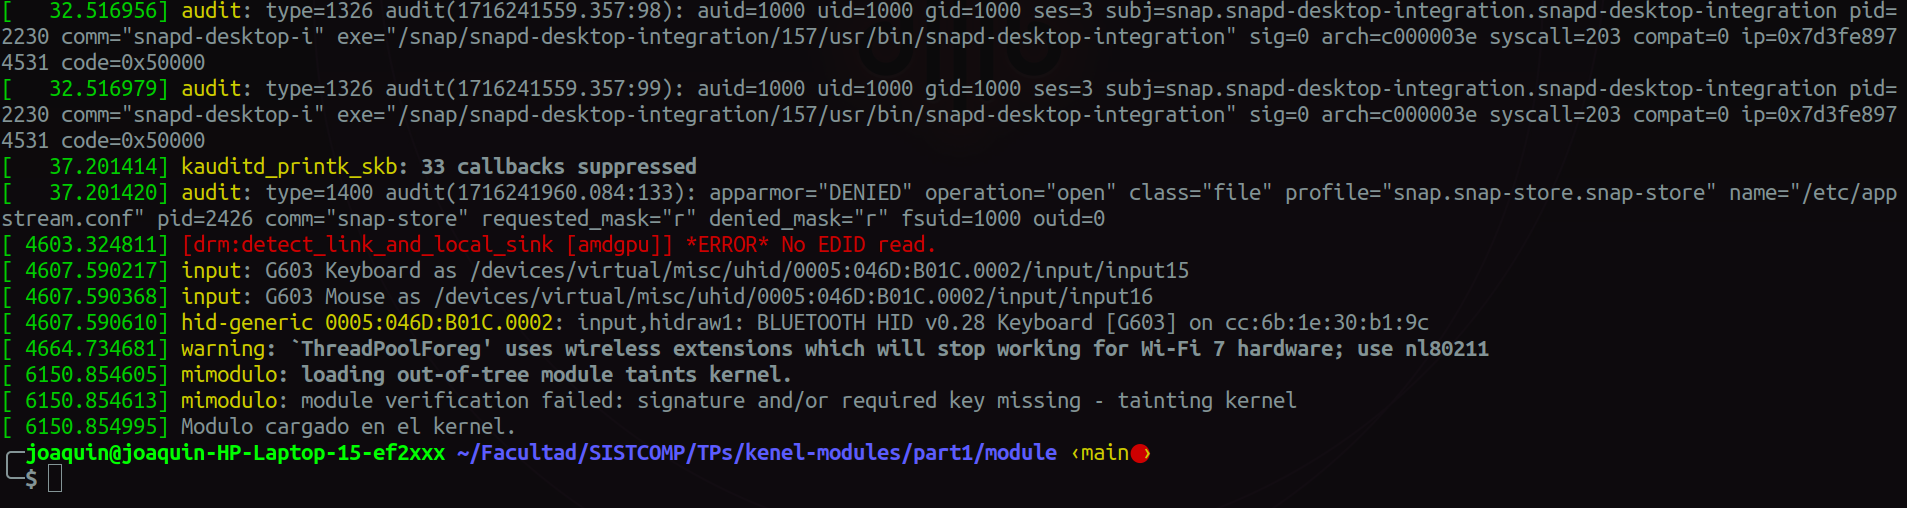 [   32.516956] audit: type=1326 audit(1716241559.357:98): auid=1000 uid=1000 gid=1000 ses=3 subj=snap.snapd-desktop-integration.snapd-desktop-integration pid=
2230 comm="snapd-desktop-i" exe="/snap/snapd-desktop-integration/157/usr/bin/snapd-desktop-integration" sig=0 arch=c000003e syscall=203 compat=0 ip=0x7d3fe897
4531 code=0x50000
[   32.516979] audit: type=1326 audit(1716241559.357:99): auid=1000 uid=1000 gid=1000 ses=3 subj=snap.snapd-desktop-integration.snapd-desktop-integration pid=
2230 comm="snapd-desktop-i" exe="/snap/snapd-desktop-integration/157/usr/bin/snapd-desktop-integration" sig=0 arch=c000003e syscall=203 compat=0 ip=0x7d3fe897
4531 code=0x50000
[   37.201414] kauditd_printk_skb: 33 callbacks suppressed
[   37.201420] audit: type=1400 audit(1716241960.084:133): apparmor="DENIED" operation="open" class="file" profile="snap.snap-store.snap-store" name="/etc/app
stream.conf" pid=2426 comm="snap-store" requested_mask="r" denied_mask="r" fsuid=1000 ouid=0
[ 4603.324811] [drm:detect_link_and_local_sink [amdgpu]] *ERROR* No EDID read.
[ 4607.590217] input: G603 Keyboard as /devices/virtual/misc/uhid/0005:046D:B01C.0002/input/input15
[ 4607.590368] input: G603 Mouse as /devices/virtual/misc/uhid/0005:046D:B01C.0002/input/input16
[ 4607.590610] hid-generic 0005:046D:B01C.0002: input,hidraw1: BLUETOOTH HID v0.28 Keyboard [G603] on cc:6b:1e:30:b1:9c
[ 4664.734681] warning: `ThreadPoolForeg' uses wireless extensions which will stop working for Wi-Fi 7 hardware; use nl80211
[ 6150.854605] mimodulo: loading out-of-tree module taints kernel.
[ 6150.854613] mimodulo: module verification failed: signature and/or required key missing - tainting kernel
[ 6150.854995] Modulo cargado en el kernel.
joaquin@joaquin-HP-Laptop-15-ef2xxx ~/Facultad/SISTCOMP/TPs/kenel-modules/part1/module ‹main›
$